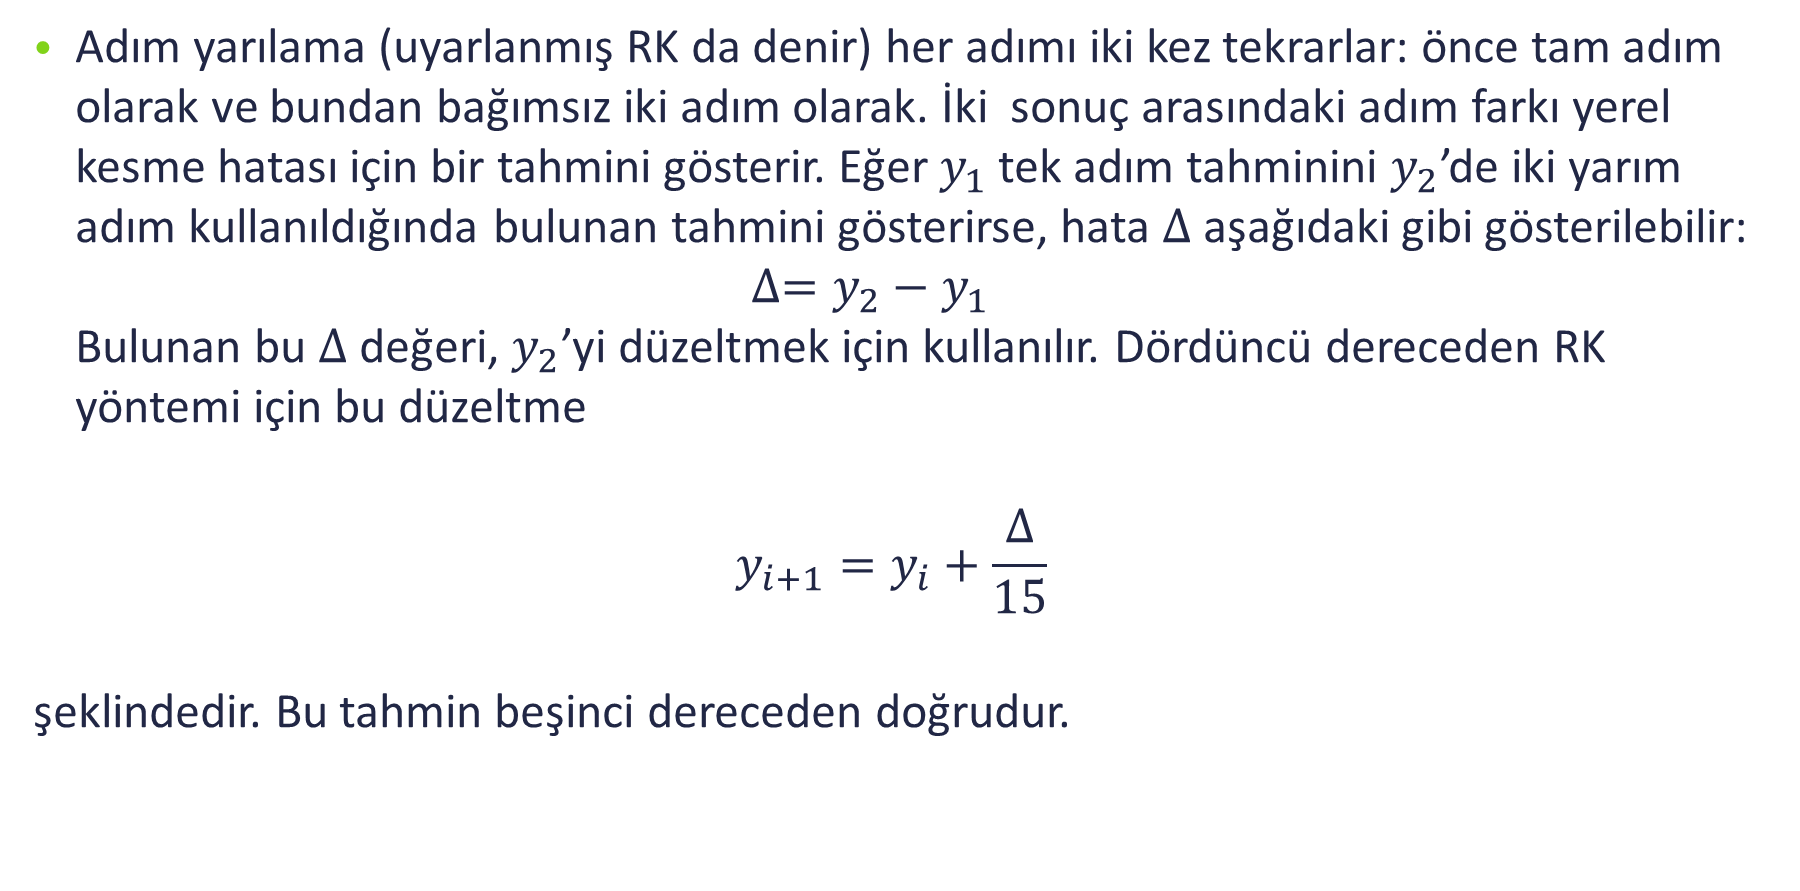 • Adım yarılama (uyarlanmış RK da denir) her adımı iki kez tekrarlar: önce tam adım
olarak ve bundan bağımsız iki adım olarak. İki  sonuç arasındaki adım farkı yerel
kesme hatası için bir tahmini gösterir. Eğer y₁ tek adım tahminini y₂’de iki yarım
adım kullanıldığında bulunan tahmini gösterirse, hata Δ aşağıdaki gibi gösterilebilir:
Δ= y₂ − y₁
Bulunan bu Δ değeri, y₂’yi düzeltmek için kullanılır. Dördüncü dereceden RK
yöntemi için bu düzeltme
yᵢ₊₁ = yᵢ + Δ/15
şeklindedir. Bu tahmin beşinci dereceden doğrudur.